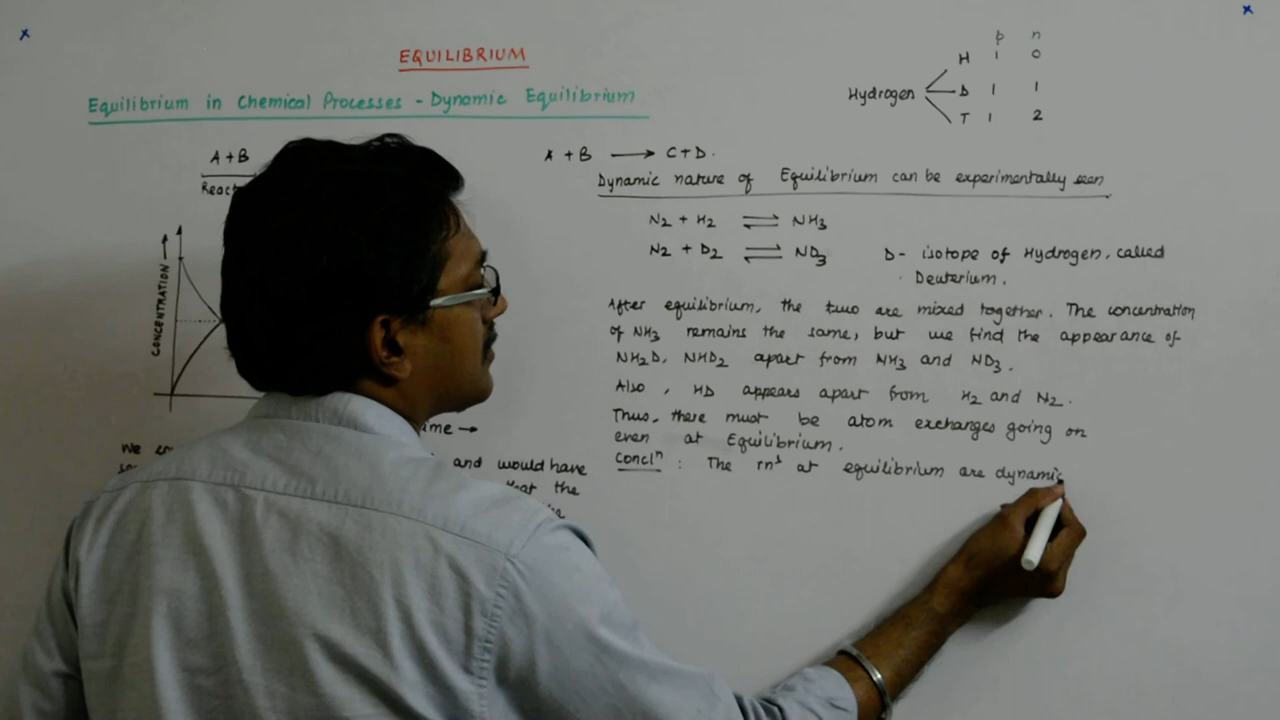 EQUILIBRIUM
Equilibrium in Chemical Processes - Dynamic Equilibrium
p n
H 1 0
Hydrogen D 1 1
T 1 2
A+B
A + B ⟶ C+D.
Dynamic nature of Equilibrium can be experimentally seen
N2 + H2 ⇌ NH3
N2 + D2 ⇌ ND3
D- isotope of Hydrogen, called
Deuterium.
CONCENTRATION →
After equilibrium, the two are mixed together. The concentration
of NH3 remains the same, but we find the appearance of
NH2D, NHD2 apart from NH3 and ND3.
Also, HD appears apart from H2 and N2.
Thus, there must be atom exchanges going on
even at Equilibrium.
Conclⁿ : The rnˢ at equilibrium are dynamic
We
and would have
that the